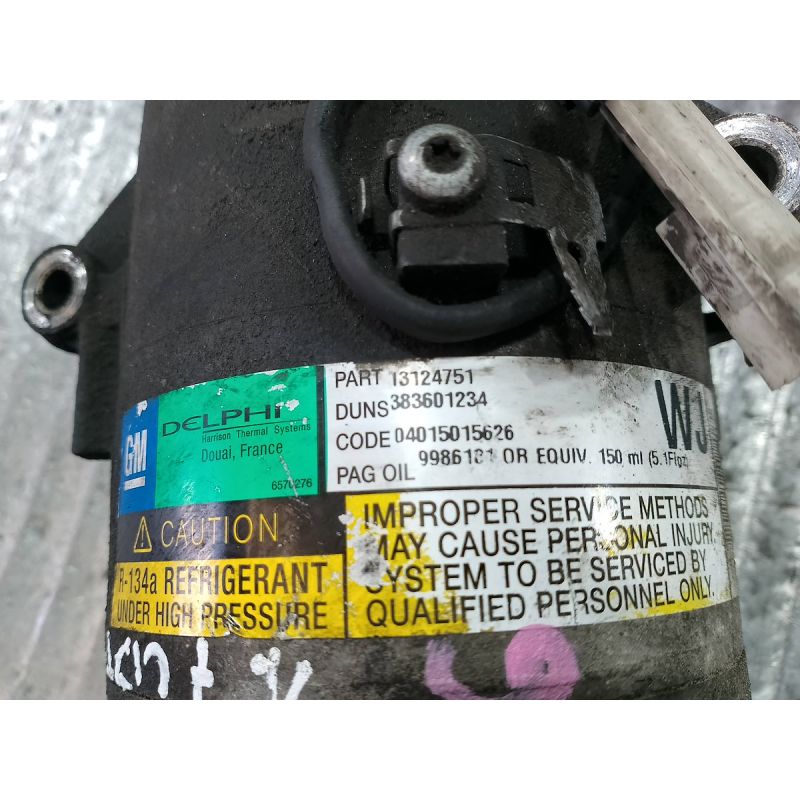 GM
DELPHI
Harrison Thermal Systems
Douai, France
6570276
PART 13124751
DUNS 383601234
CODE 04015015626
PAG OIL 9986131 OR EQUIV. 150 ml (5.1Floz)
WJ
CAUTION
R-134a REFRIGERANT
UNDER HIGH PRESSURE
IMPROPER SERVICE METHODS
MAY CAUSE PERSONAL INJURY.
SYSTEM TO BE SERVICED BY
QUALIFIED PERSONNEL ONLY.